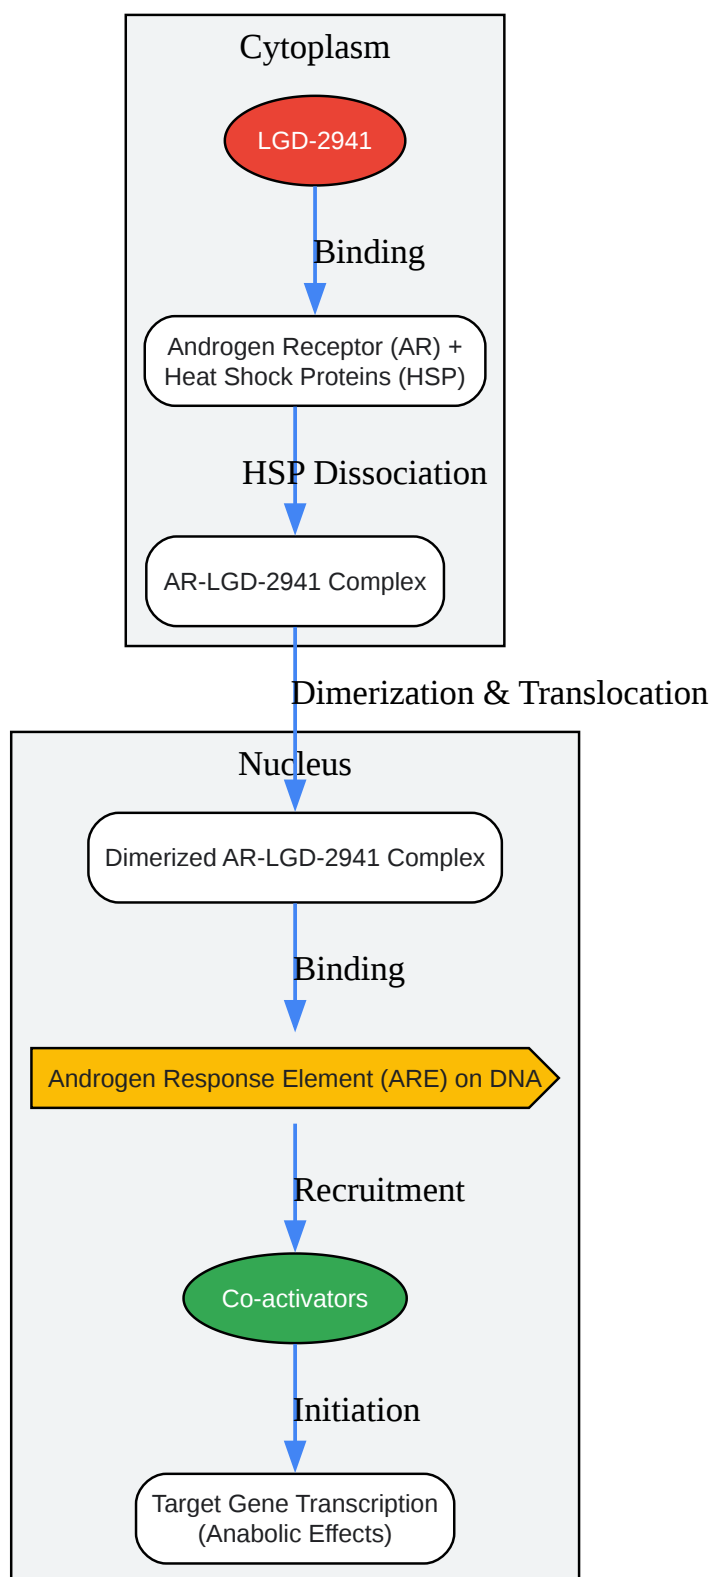 Cytoplasm
LGD-2941
Binding
Androgen Receptor (AR) +
Heat Shock Proteins (HSP)
HSP Dissociation
AR-LGD-2941 Complex
Dimerization & Translocation
Nucleus
Dimerized AR-LGD-2941 Complex
Binding
Androgen Response Element (ARE) on DNA
Recruitment
Co-activators
Initiation
Target Gene Transcription
(Anabolic Effects)